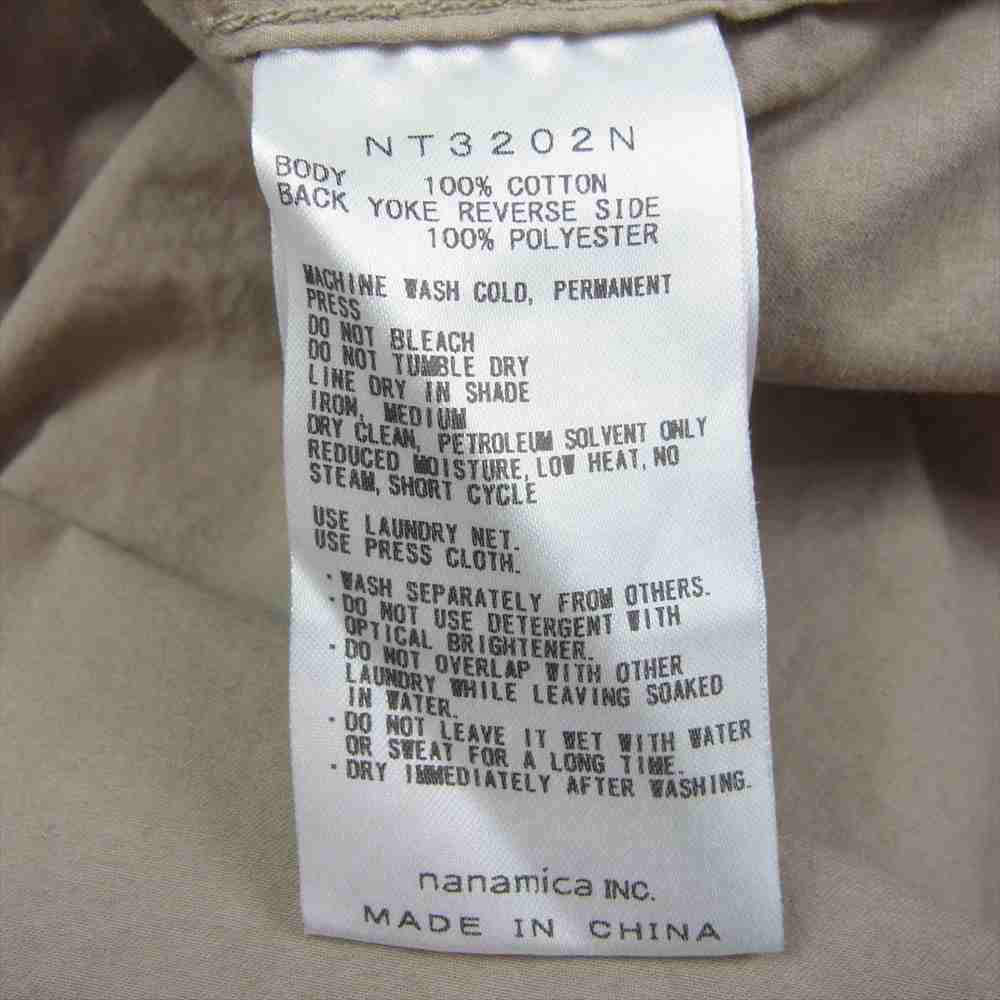 NT3202N
BODY
100% COTTON
BACK YOKE REVERSE SIDE
100% POLYESTER
MACHINE WASH COLD, PERMANENT
PRESS
DO NOT BLEACH
DO NOT TUMBLE DRY
LINE DRY IN SHADE
IRON, MEDIUM
DRY CLEAN, PETROLEUM SOLVENT ONLY
REDUCED MOISTURE, LOW HEAT, NO
STEAM, SHORT CYCLE
USE LAUNDRY NET.
USE PRESS CLOTH.
・WASH SEPARATELY FROM OTHERS.
・DO NOT USE DETERGENT WITH
OPTICAL BRIGHTENER.
・DO NOT OVERLAP WITH OTHER
LAUNDRY WHILE LEAVING SOAKED
IN WATER.
・DO NOT LEAVE IT WET WITH WATER
OR SWEAT FOR A LONG TIME.
・DRY IMMEDIATELY AFTER WASHING.
nanamica INC.
MADE IN CHINA